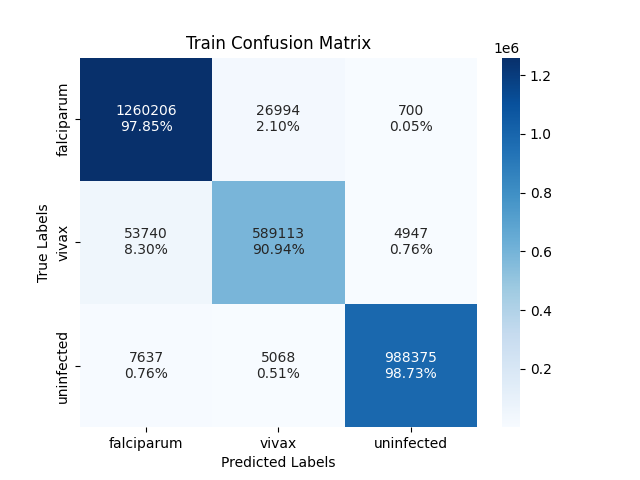 Train Confusion Matrix
1e6
falciparum
1260206
97.85%
26994
2.10%
700
0.05%
vivax
53740
8.30%
589113
90.94%
4947
0.76%
uninfected
7637
0.76%
5068
0.51%
988375
98.73%
True Labels
falciparum
vivax
uninfected
Predicted Labels
1.2
1.0
0.8
0.6
0.4
0.2